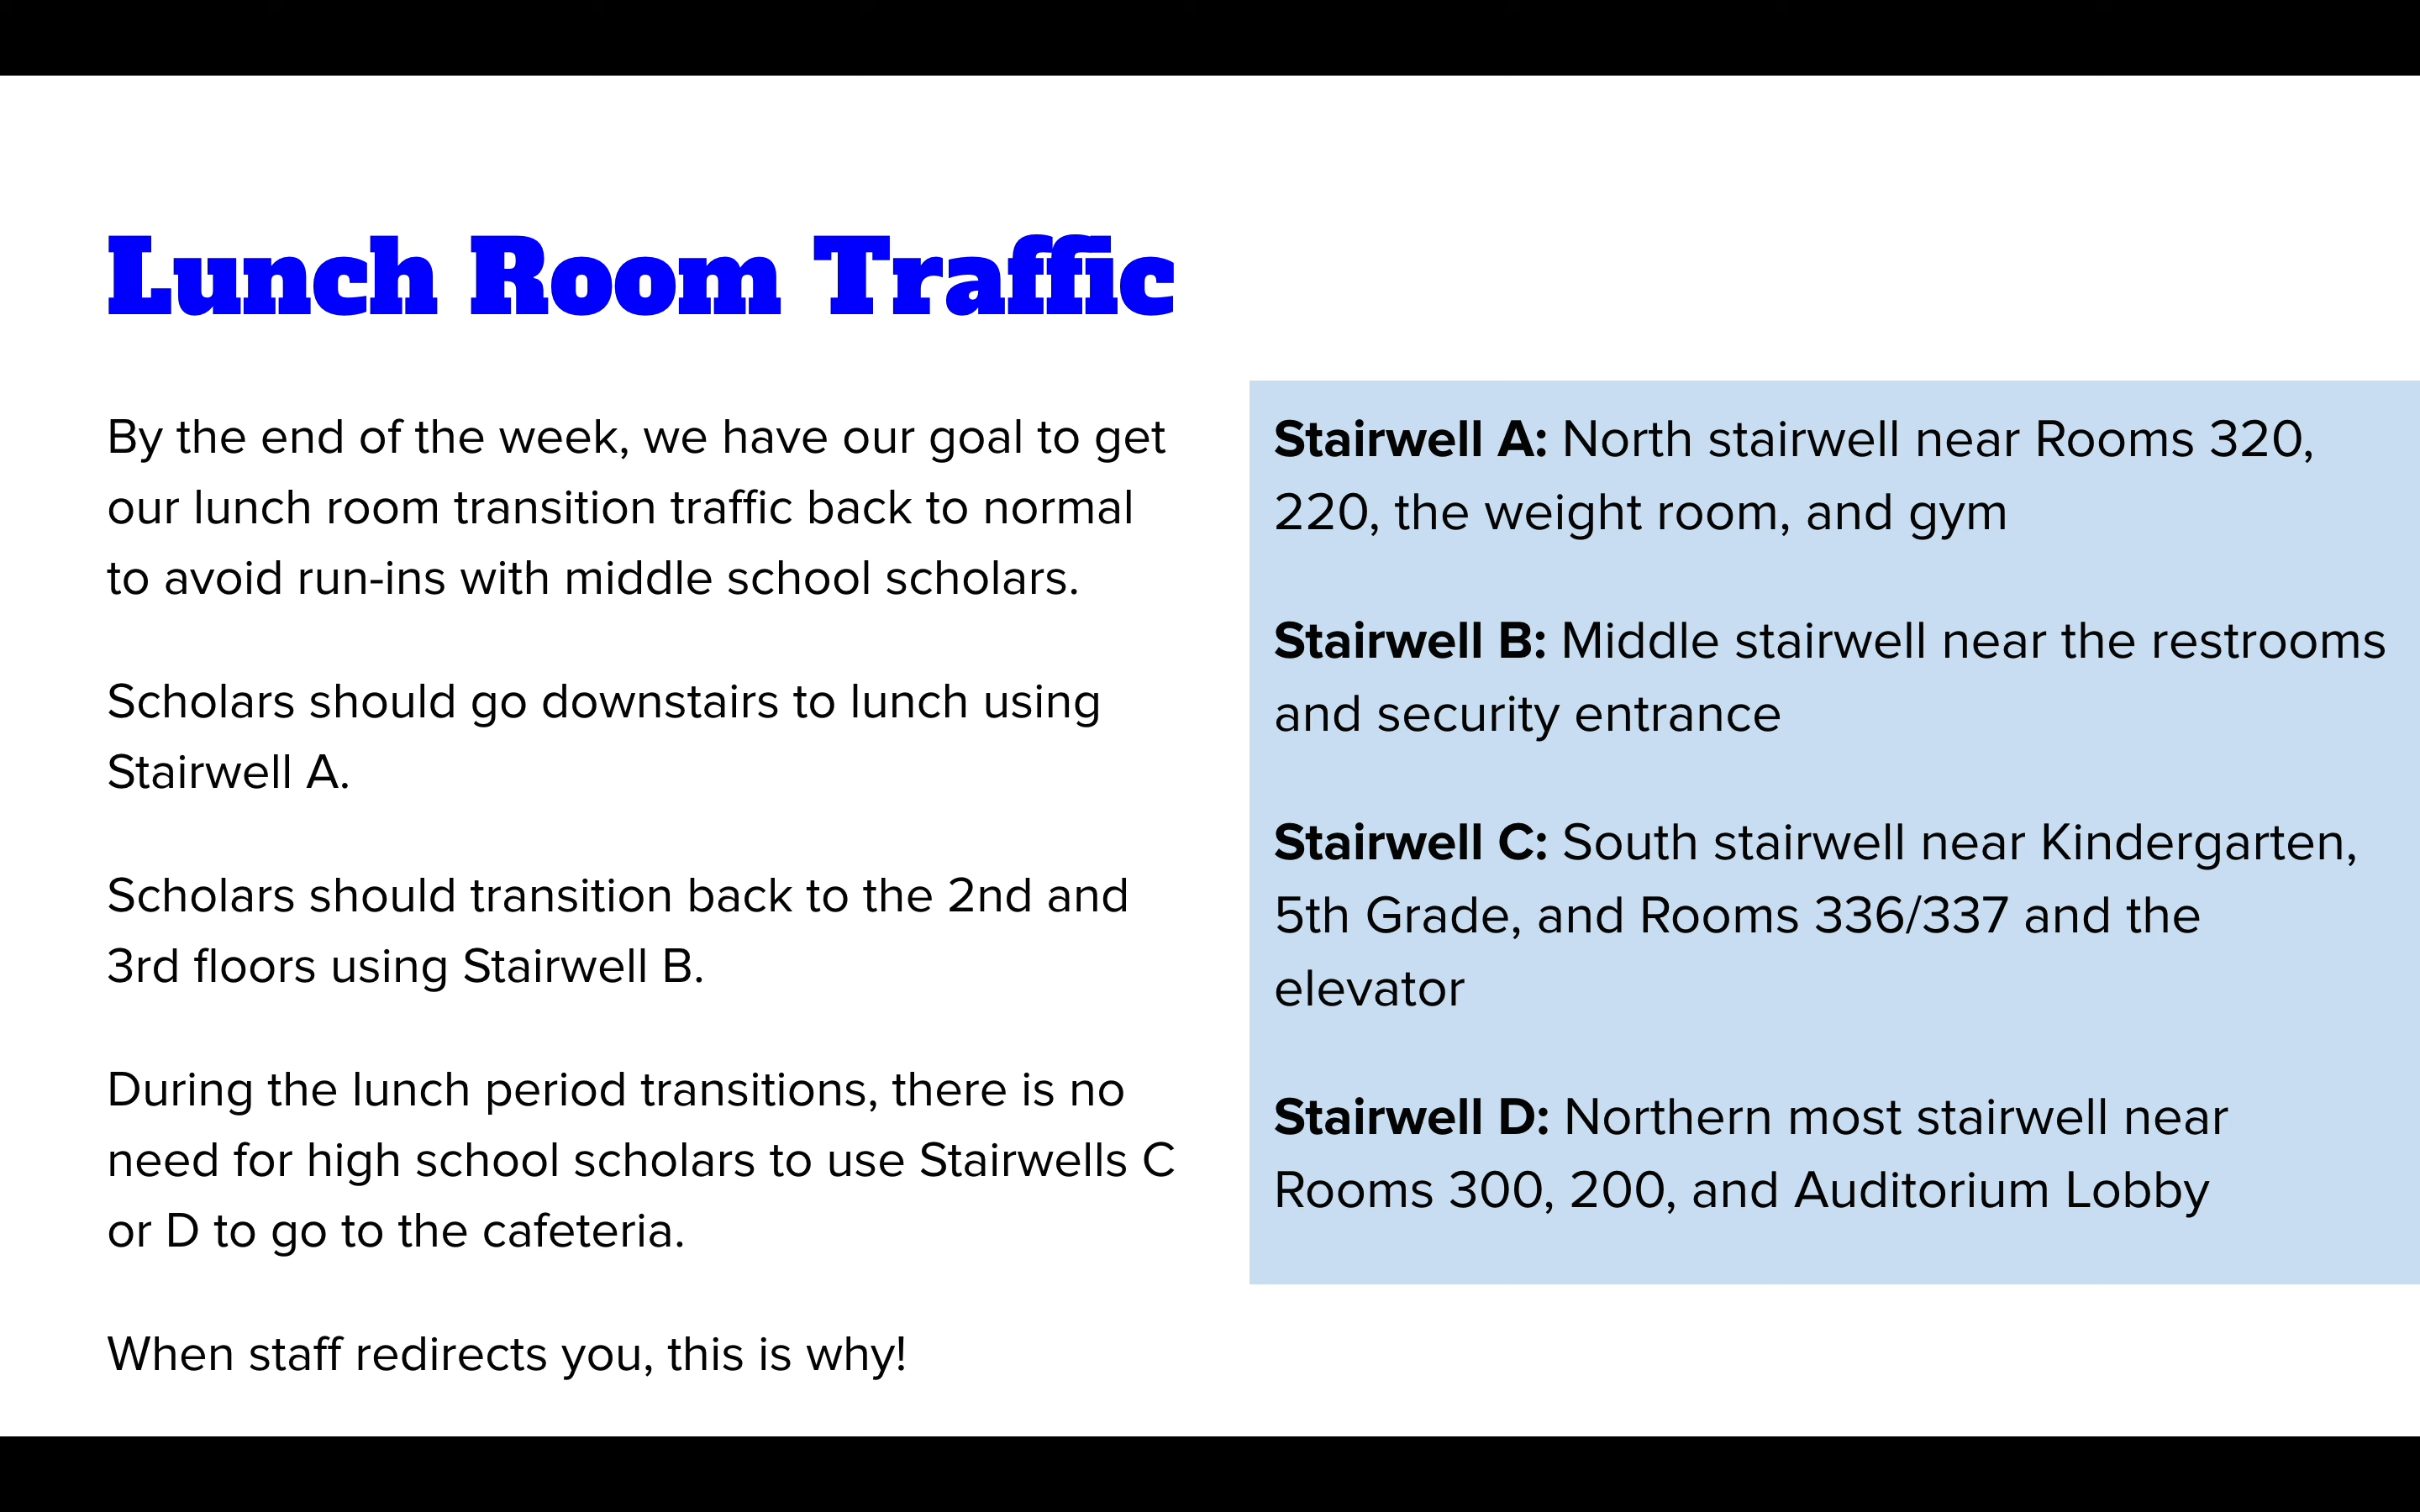 Lunch Room Traffic
By the end of the week, we have our goal to get
our lunch room transition traffic back to normal
to avoid run-ins with middle school scholars.
Scholars should go downstairs to lunch using
Stairwell A.
Scholars should transition back to the 2nd and
3rd floors using Stairwell B.
During the lunch period transitions, there is no
need for high school scholars to use Stairwells C
or D to go to the cafeteria.
When staff redirects you, this is why!
Stairwell A: North stairwell near Rooms 320,
220, the weight room, and gym
Stairwell B: Middle stairwell near the restrooms
and security entrance
Stairwell C: South stairwell near Kindergarten,
5th Grade, and Rooms 336/337 and the
elevator
Stairwell D: Northern most stairwell near
Rooms 300, 200, and Auditorium Lobby